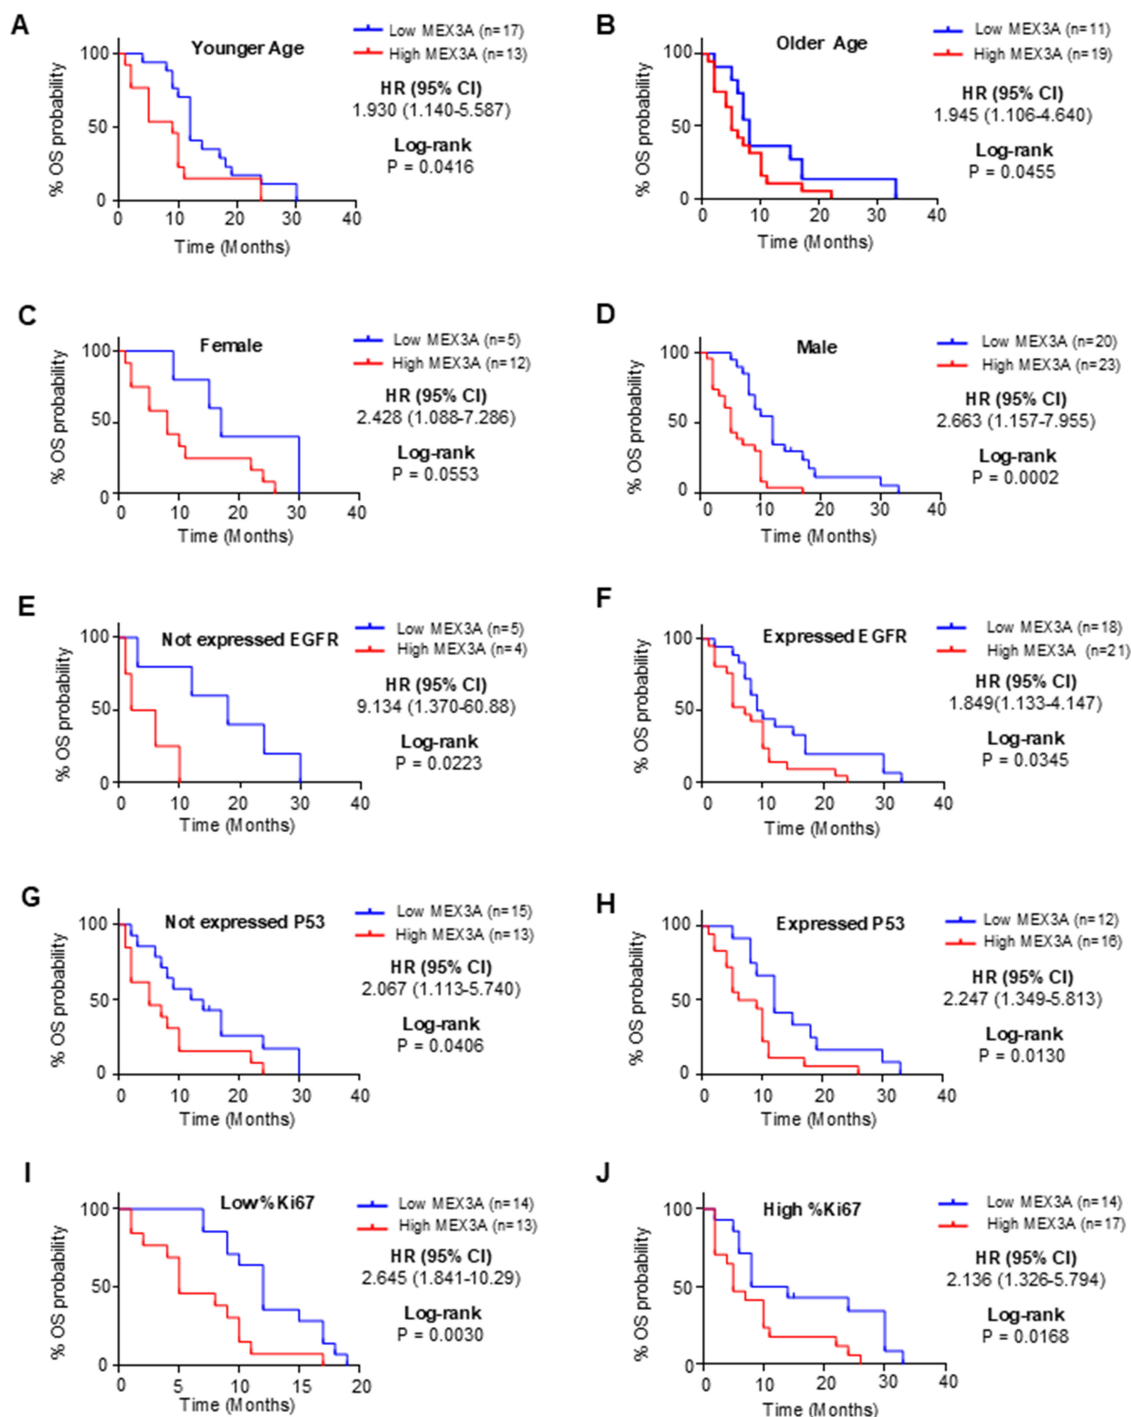 A
Younger Age
Low MEX3A (n=17)
High MEX3A (n=13)
HR (95% CI)
1.930 (1.140-5.587)
Log-rank
P = 0.0416
% OS probability
100
50
0
0 10 20 30 40
Time (Months)
B
Older Age
Low MEX3A (n=11)
High MEX3A (n=19)
HR (95% CI)
1.945 (1.106-4.640)
Log-rank
P = 0.0455
% OS probability
100
50
0
0 10 20 30 40
Time (Months)
C
Female
Low MEX3A (n=5)
High MEX3A (n=12)
HR (95% CI)
2.428 (1.088-7.286)
Log-rank
P = 0.0553
% OS probability
100
50
0
0 10 20 30 40
Time (Months)
D
Male
Low MEX3A (n=20)
High MEX3A (n=23)
HR (95% CI)
2.663 (1.157-7.955)
Log-rank
P = 0.0002
% OS probability
100
50
0
0 10 20 30 40
Time (Months)
E
Not expressed EGFR
Low MEX3A (n=5)
High MEX3A (n=4)
HR (95% CI)
9.134 (1.370-60.88)
Log-rank
P = 0.0223
% OS probability
100
50
0
0 10 20 30 40
Time (Months)
F
Expressed EGFR
Low MEX3A (n=18)
High MEX3A (n=21)
HR (95% CI)
1.849(1.133-4.147)
Log-rank
P = 0.0345
% OS probability
100
50
0
0 10 20 30 40
Time (Months)
G
Not expressed P53
Low MEX3A (n=15)
High MEX3A (n=13)
HR (95% CI)
2.067 (1.113-5.740)
Log-rank
P = 0.0406
% OS probability
100
50
0
0 10 20 30 40
Time (Months)
H
Expressed P53
Low MEX3A (n=12)
High MEX3A (n=16)
HR (95% CI)
2.247 (1.349-5.813)
Log-rank
P = 0.0130
% OS probability
100
50
0
0 10 20 30 40
Time (Months)
I
Low%Ki67
Low MEX3A (n=14)
High MEX3A (n=13)
HR (95% CI)
2.645 (1.841-10.29)
Log-rank
P = 0.0030
% OS probability
100
50
0
0 5 10 15 20
Time (Months)
J
High %Ki67
Low MEX3A (n=14)
High MEX3A (n=17)
HR (95% CI)
2.136 (1.326-5.794)
Log-rank
P = 0.0168
% OS probability
100
50
0
0 10 20 30 40
Time (Months)